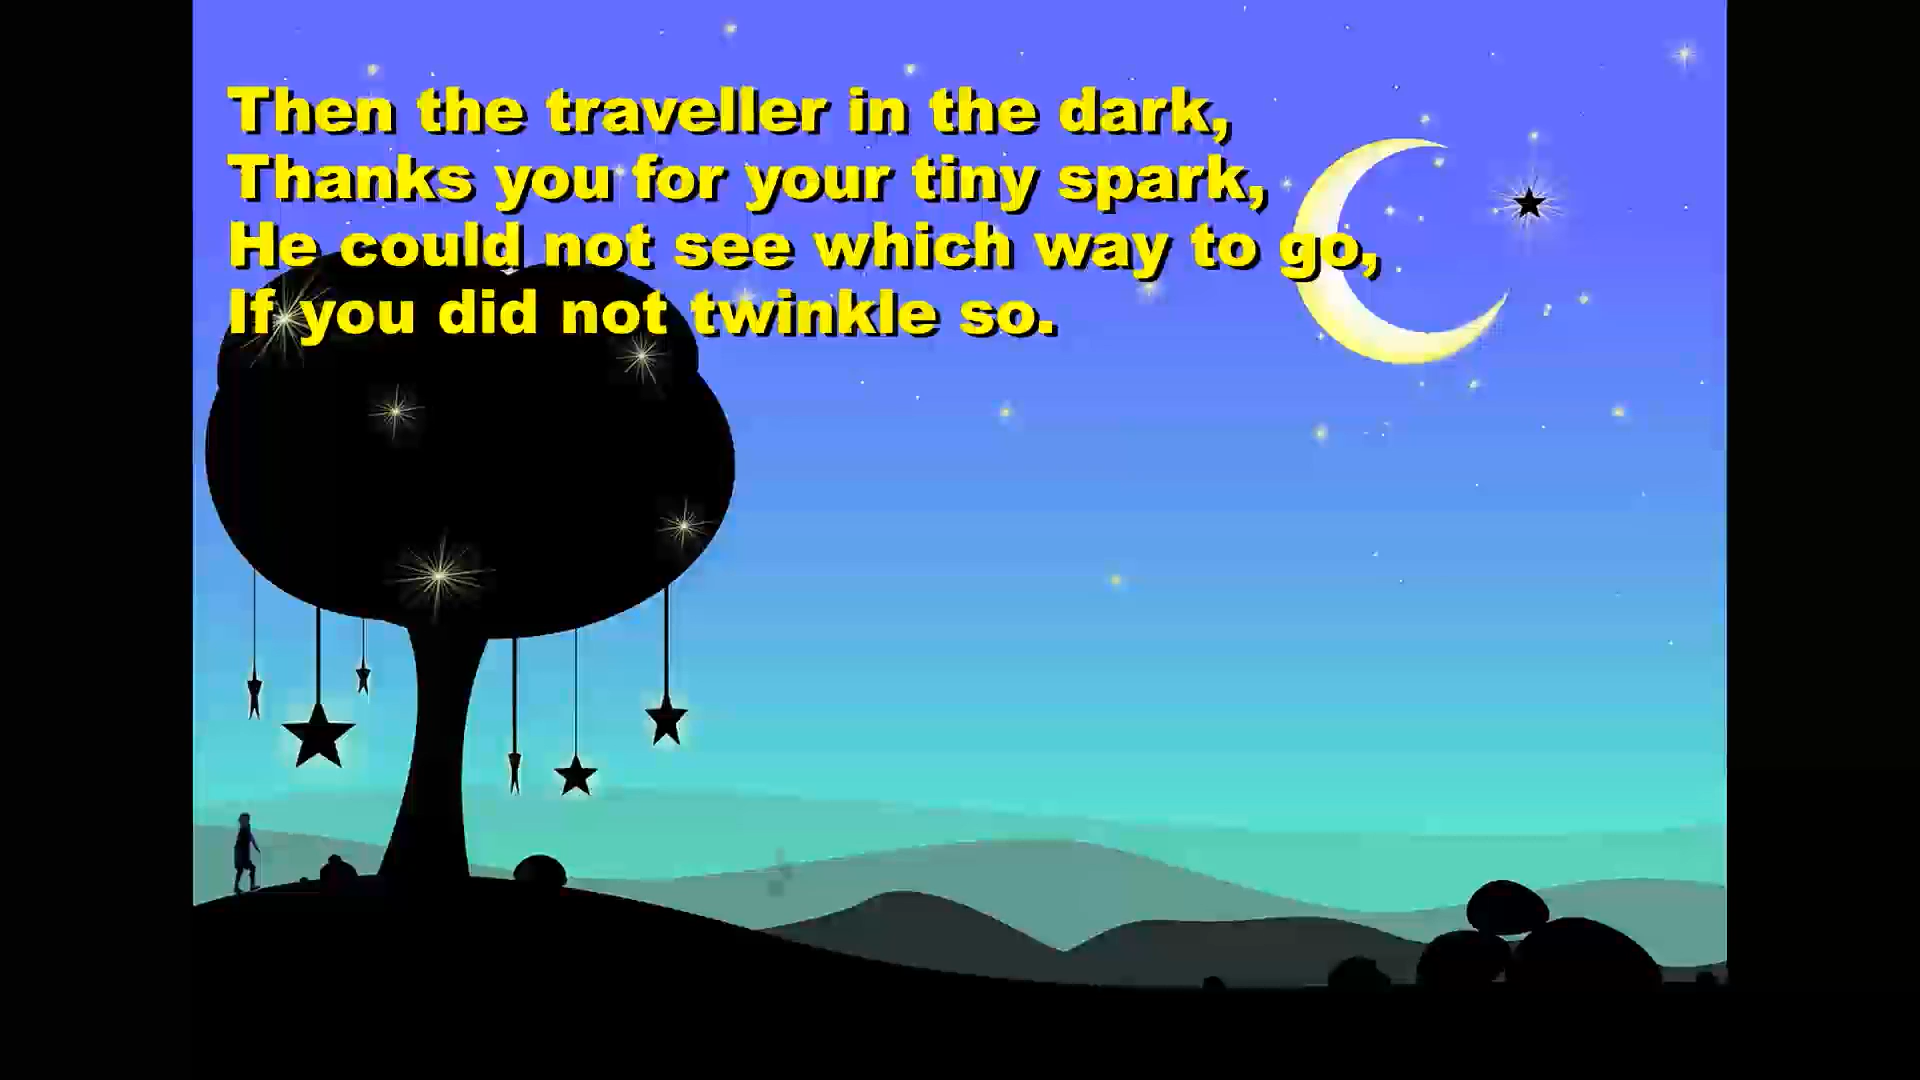 Then the traveller in the dark,
Thanks you for your tiny spark,
He could not see which way to go,
If you did not twinkle so.